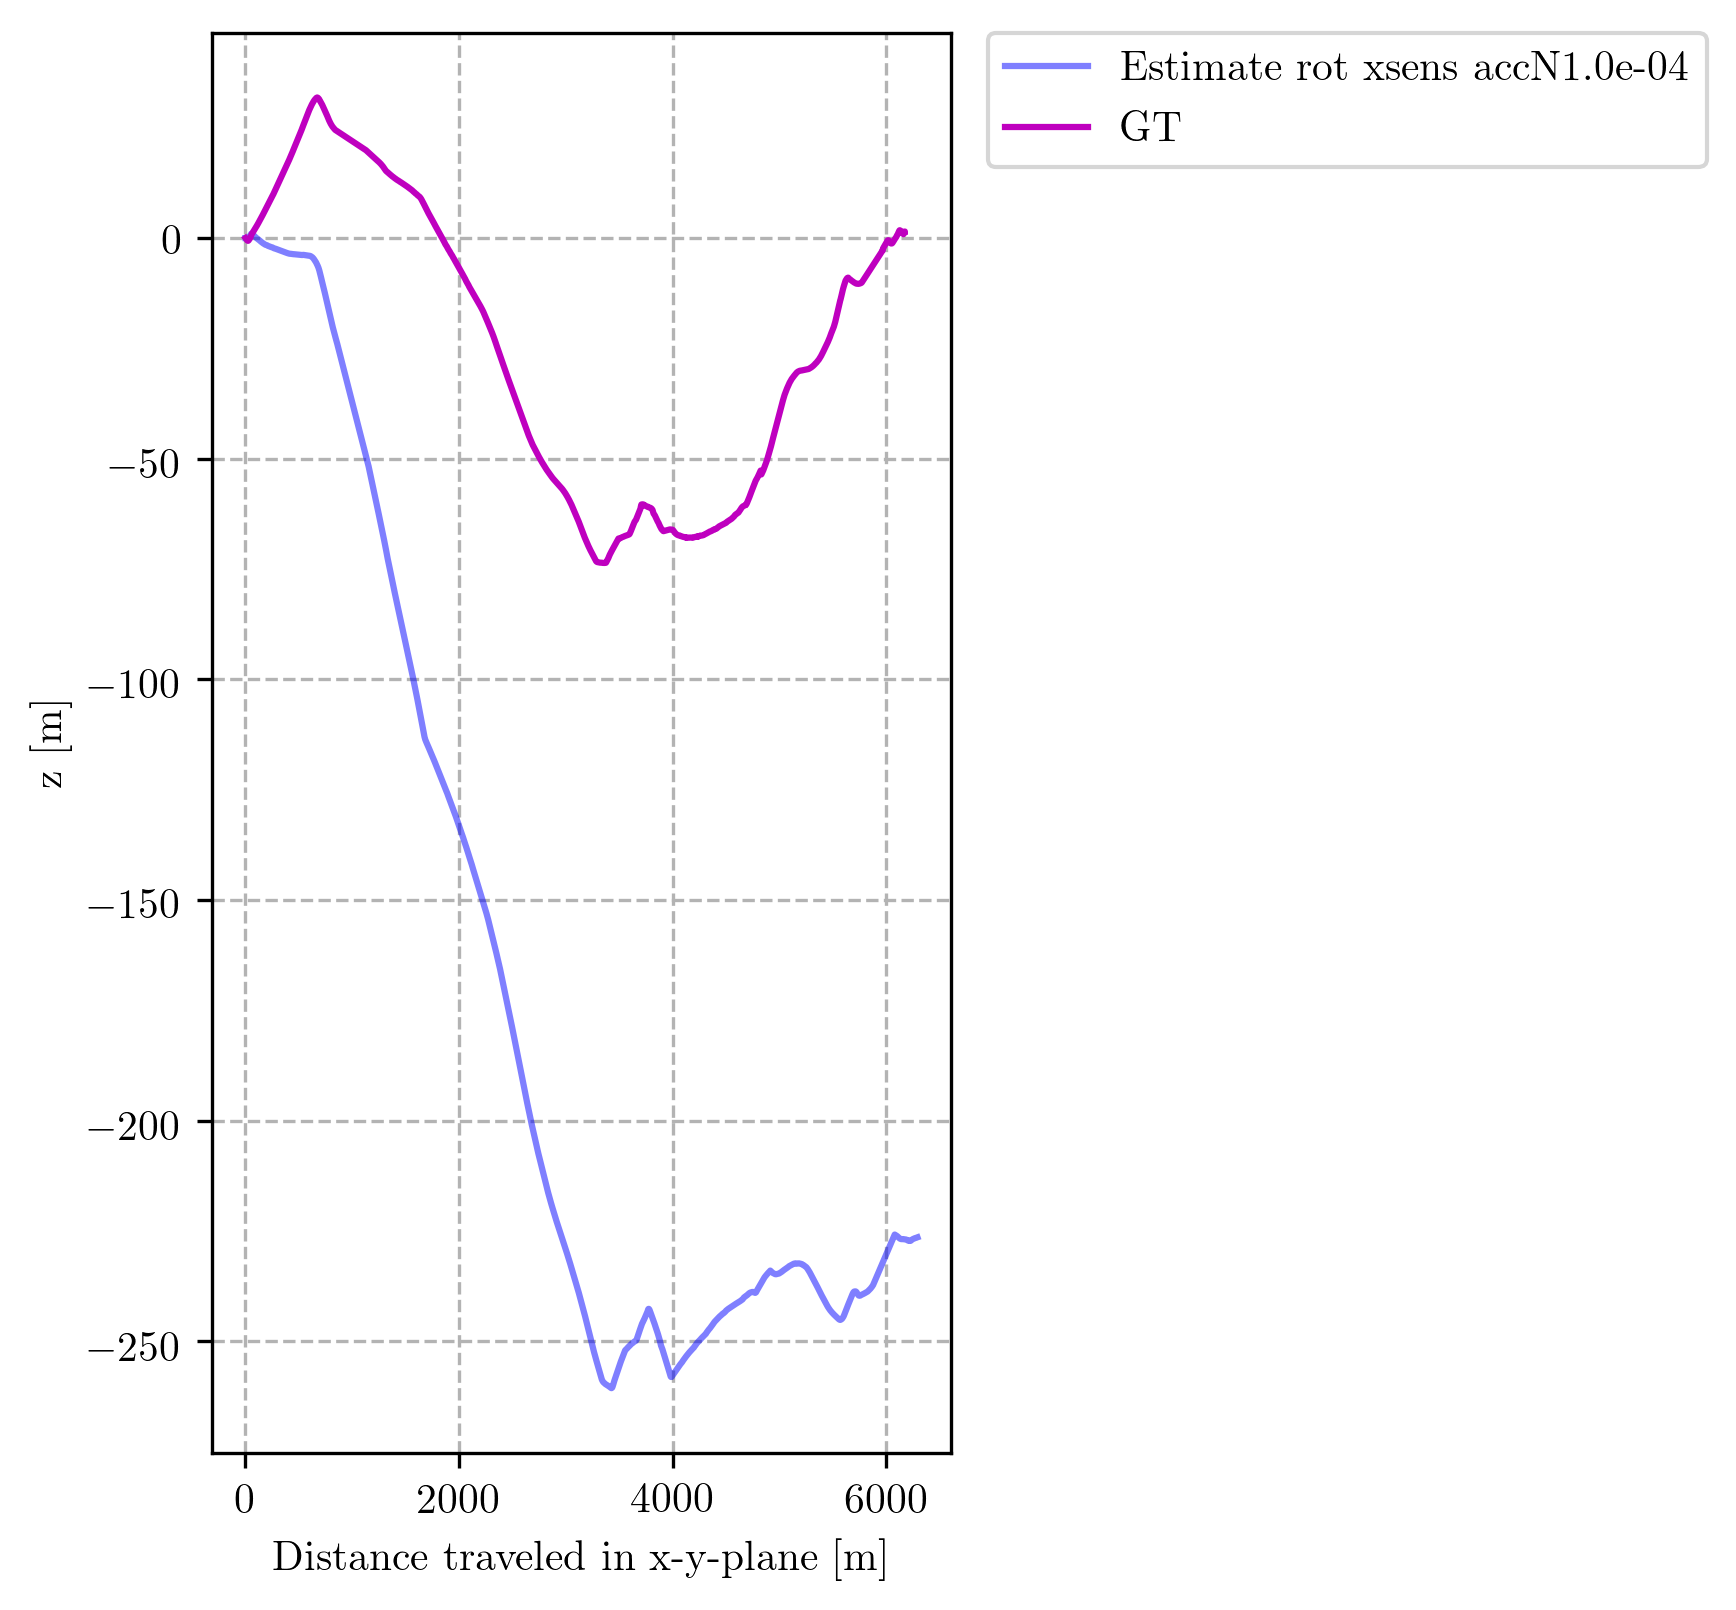 Estimate rot xsens accN1.0e-04
GT
0
−50
−100
−150
−200
−250
z [m]
0 2000 4000 6000
Distance traveled in x-y-plane [m]